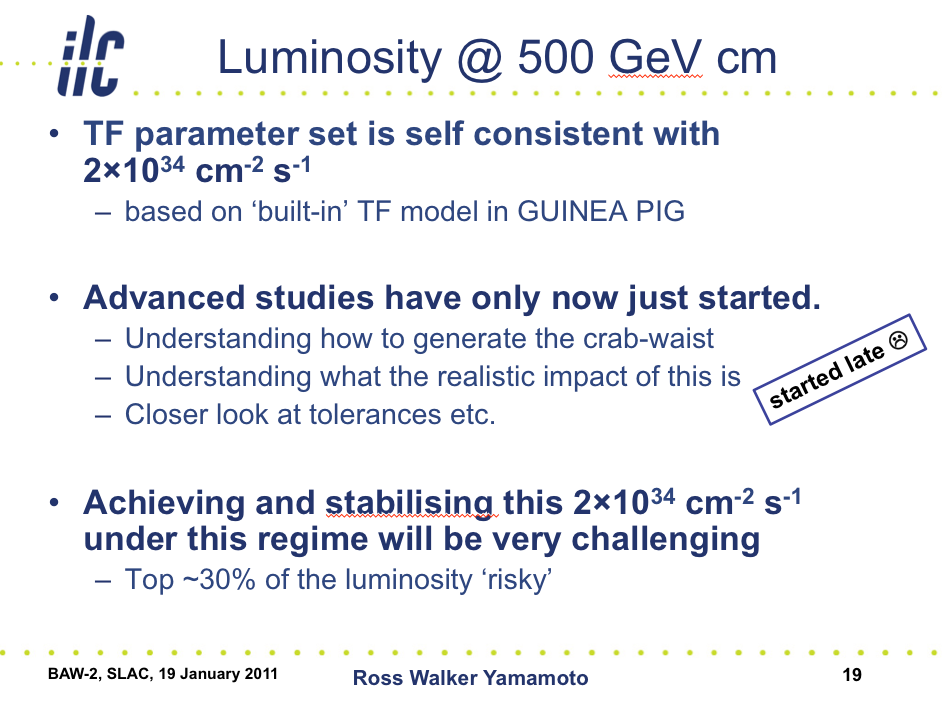 ilc
Luminosity @ 500 GeV cm
• TF parameter set is self consistent with
2×10³⁴ cm⁻² s⁻¹
– based on ‘built-in’ TF model in GUINEA PIG
• Advanced studies have only now just started.
– Understanding how to generate the crab-waist
– Understanding what the realistic impact of this is
– Closer look at tolerances etc.
started late ☹
• Achieving and stabilising this 2×10³⁴ cm⁻² s⁻¹
under this regime will be very challenging
– Top ~30% of the luminosity ‘risky’
BAW-2, SLAC, 19 January 2011
Ross Walker Yamamoto
19